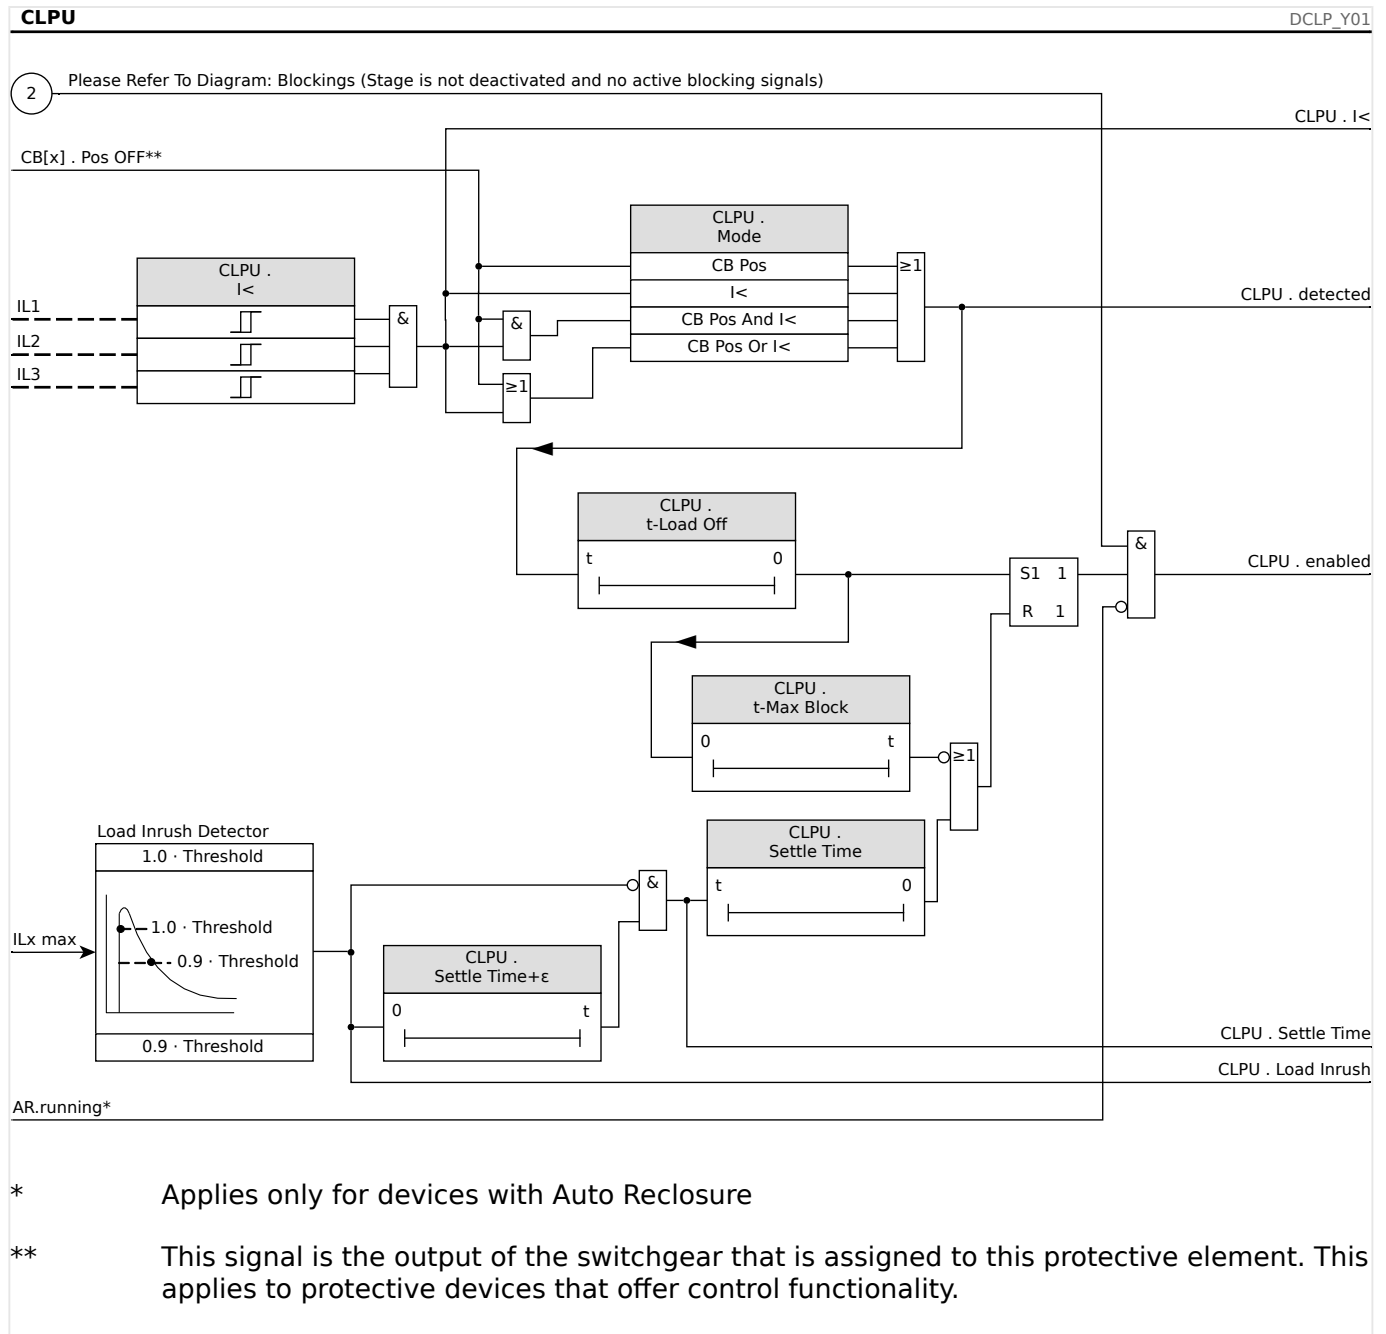 CLPU
DCLP_Y01
2
Please Refer To Diagram: Blockings (Stage is not deactivated and no active blocking signals)
CLPU . I<
CB[x] . Pos OFF**
CLPU .
Mode
CB Pos
I<
CB Pos And I<
CB Pos Or I<
≥1
CLPU . detected
CLPU .
I<
IL1
IL2
IL3
&
&
≥1
CLPU .
t-Load Off
t 0
S1 1
R 1
&
CLPU . enabled
CLPU .
t-Max Block
0 t
≥1
Load Inrush Detector
1.0 · Threshold
1.0 · Threshold
0.9 · Threshold
0.9 · Threshold
ILx max
CLPU .
Settle Time+ε
0 t
&
CLPU .
Settle Time
t 0
CLPU . Settle Time
CLPU . Load Inrush
AR.running*
* Applies only for devices with Auto Reclosure
** This signal is the output of the switchgear that is assigned to this protective element. This
applies to protective devices that offer control functionality.